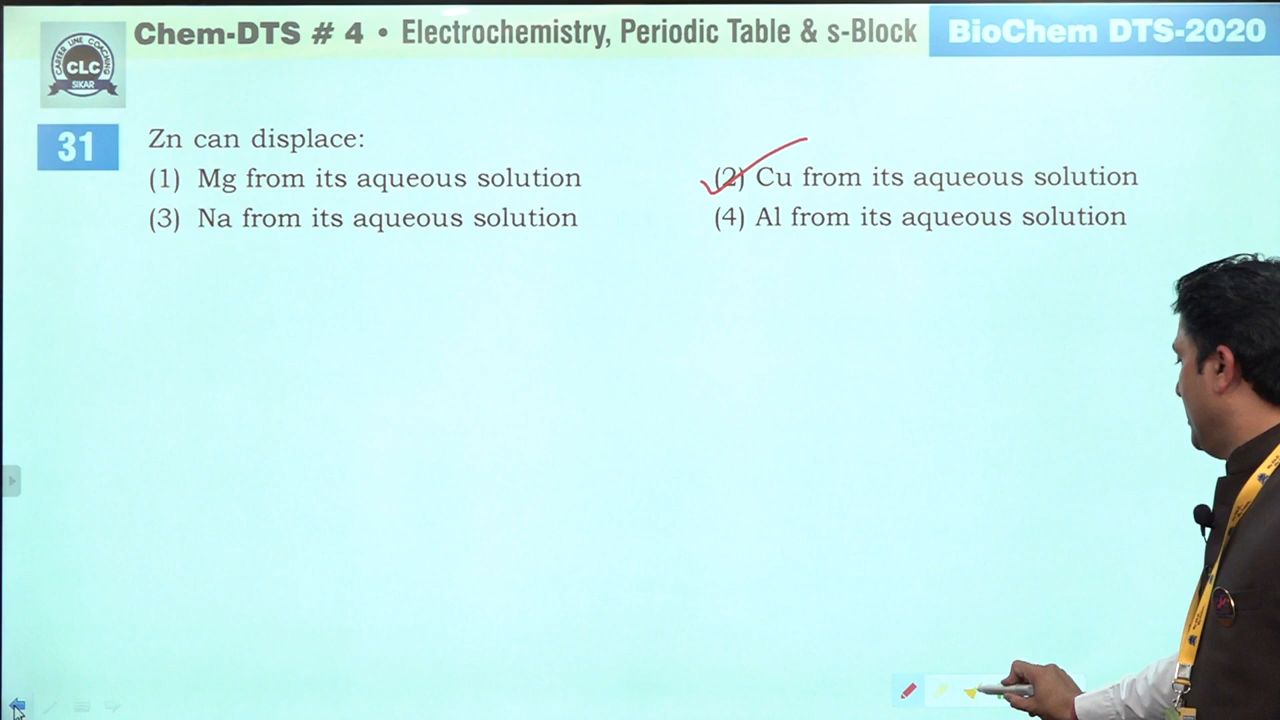 Chem-DTS # 4 • Electrochemistry, Periodic Table & s-Block
BioChem DTS-2020
CAREER LINE COACHING
CLC
SIKAR
31
Zn can displace:
(1) Mg from its aqueous solution
(2) Cu from its aqueous solution
(3) Na from its aqueous solution
(4) Al from its aqueous solution